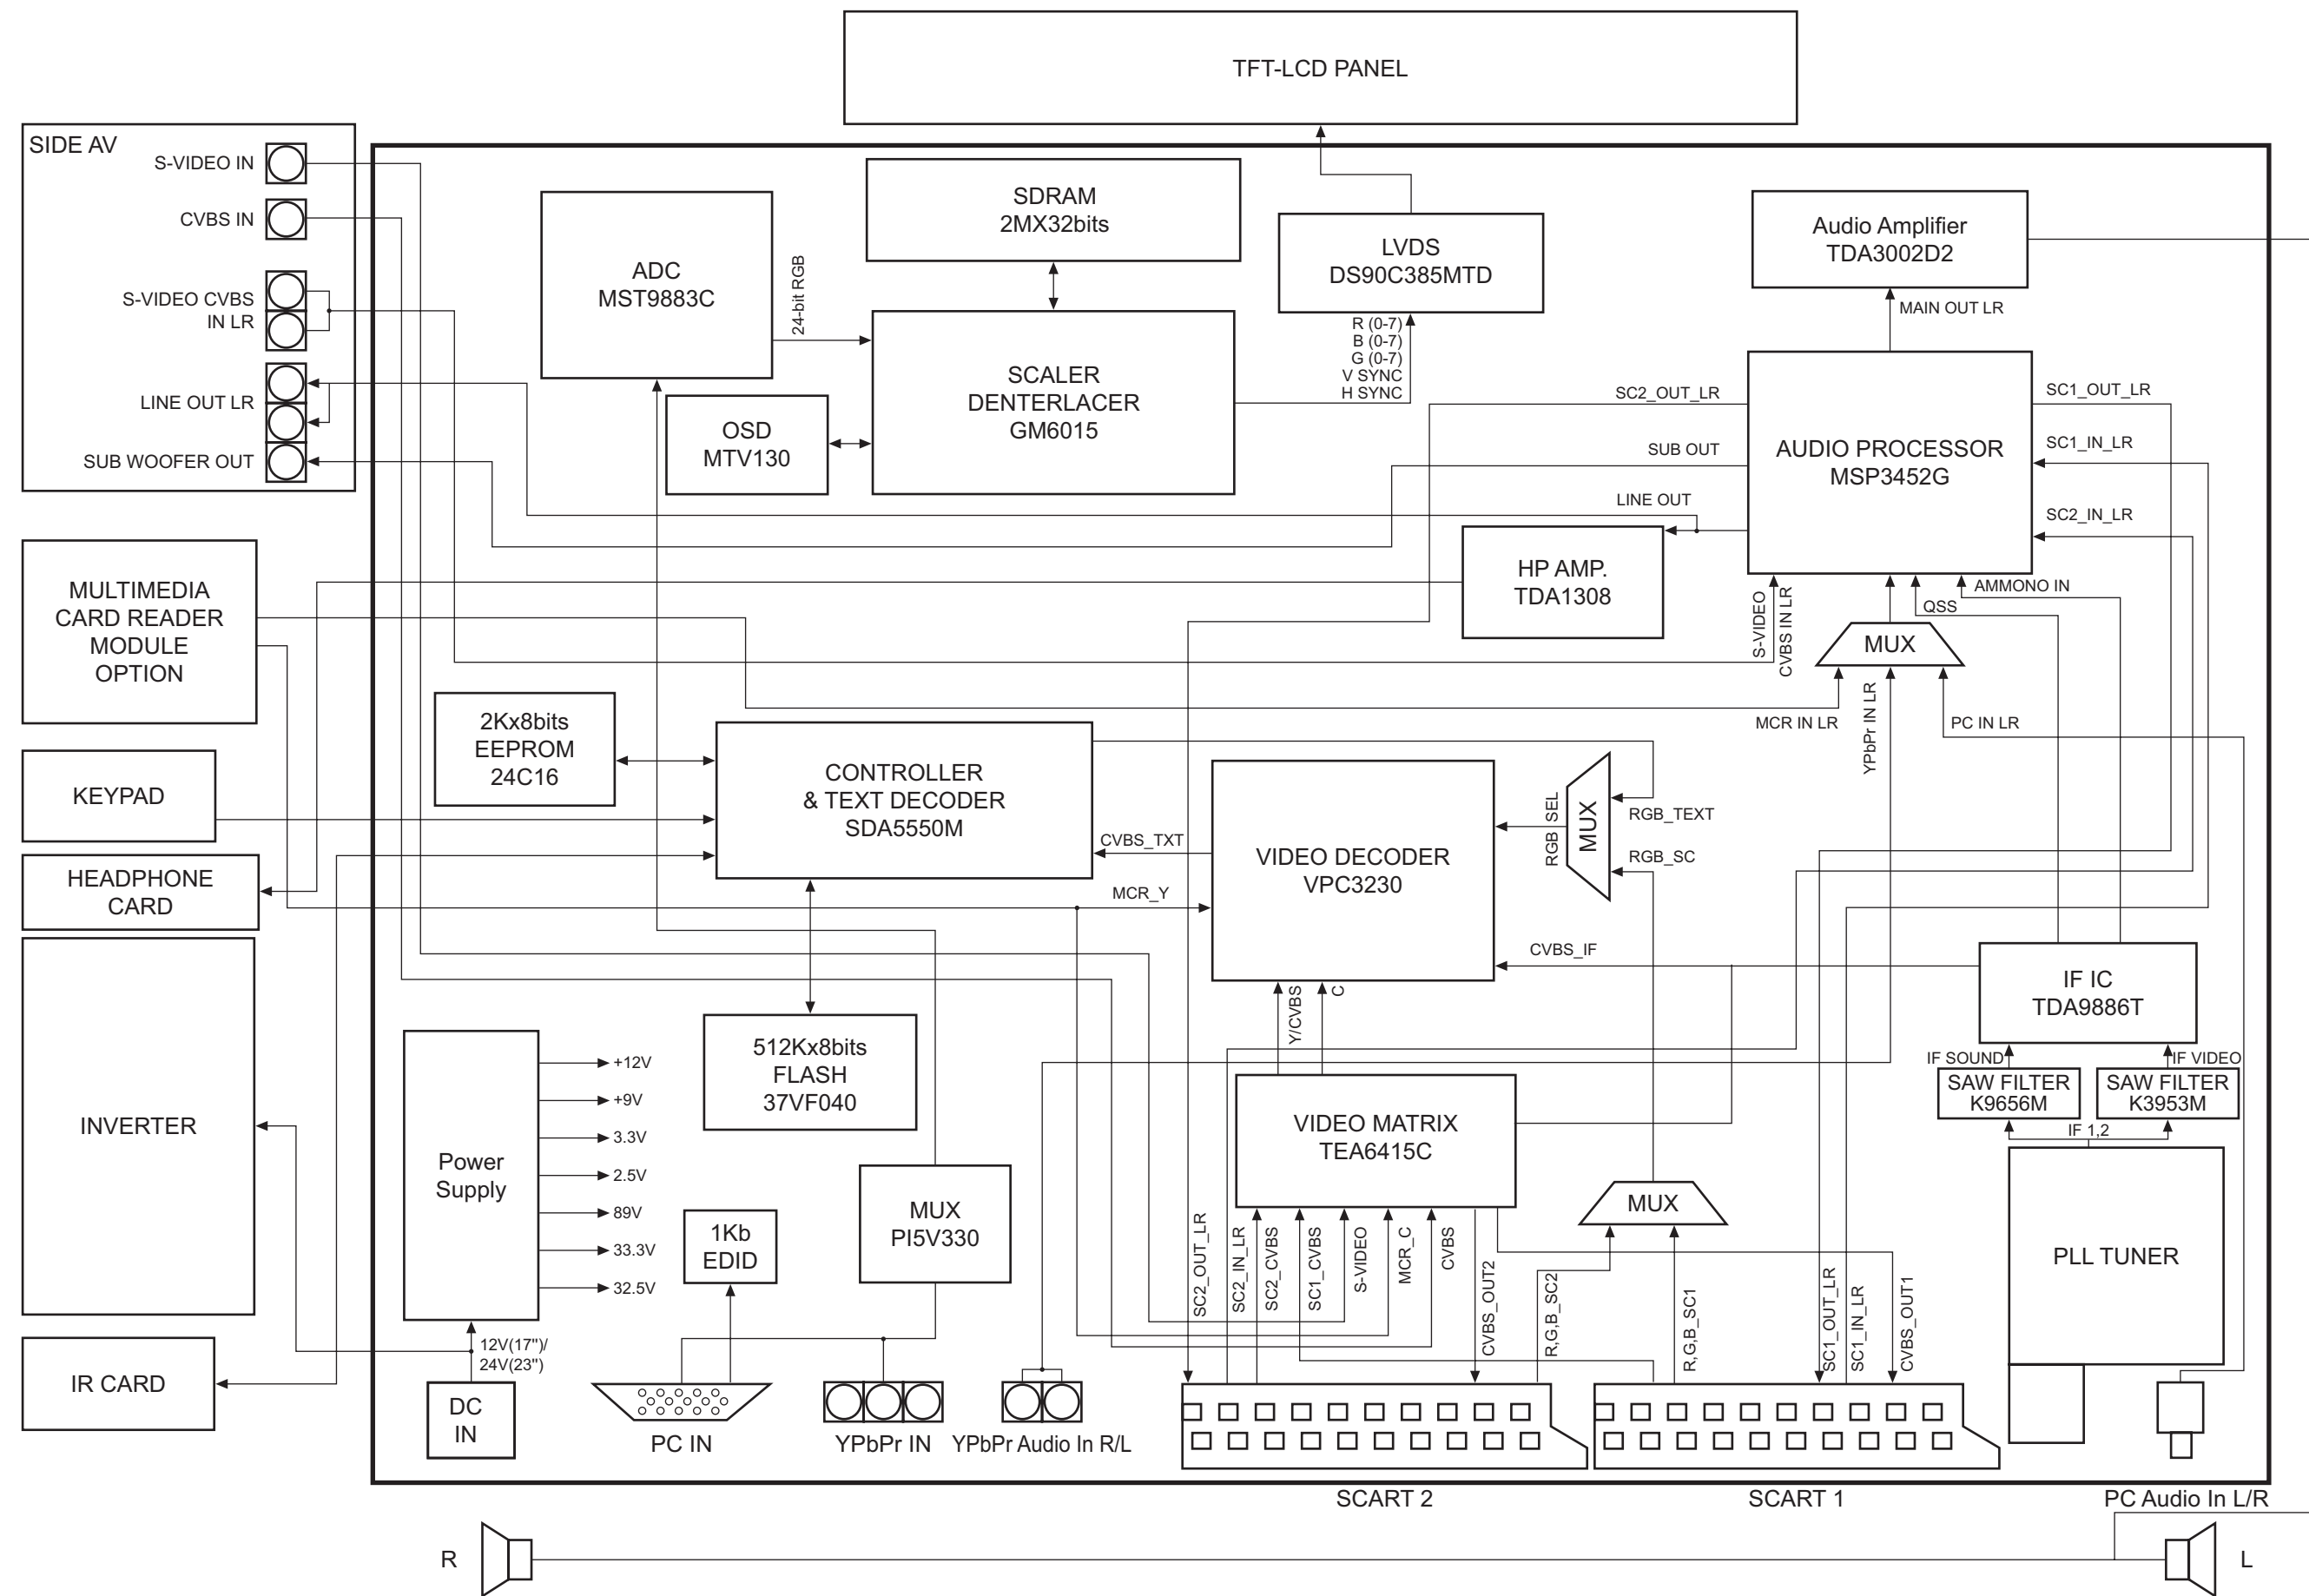 TFT-LCD PANEL
SIDE AV
S-VIDEO IN
CVBS IN
S-VIDEO CVBS
IN LR
LINE OUT LR
SUB WOOFER OUT
ADC
MST9883C
24-bit RGB
SDRAM
2MX32bits
SCALER
DENTERLACER
GM6015
OSD
MTV130
LVDS
DS90C385MTD
R (0-7)
B (0-7)
G (0-7)
V SYNC
H SYNC
Audio Amplifier
TDA3002D2
MAIN OUT LR
AUDIO PROCESSOR
MSP3452G
SC2_OUT_LR
SUB OUT
LINE OUT
SC1_OUT_LR
SC1_IN_LR
SC2_IN_LR
HP AMP.
TDA1308
S-VIDEO
CVBS IN LR
AMMONO IN
QSS
MUX
MCR IN LR
YPbPr IN LR
PC IN LR
MULTIMEDIA
CARD READER
MODULE
OPTION
KEYPAD
HEADPHONE
CARD
INVERTER
IR CARD
2Kx8bits
EEPROM
24C16
CONTROLLER
& TEXT DECODER
SDA5550M
CVBS_TXT
MCR_Y
VIDEO DECODER
VPC3230
RGB SEL
MUX
RGB_TEXT
RGB_SC
CVBS_IF
Y/CVBS
C
IF IC
TDA9886T
IF SOUND
IF VIDEO
SAW FILTER
K9656M
SAW FILTER
K3953M
IF 1,2
PLL TUNER
512Kx8bits
FLASH
37VF040
Power
Supply
+12V
+9V
3.3V
2.5V
89V
33.3V
32.5V
12V(17")/
24V(23")
DC
IN
1Kb
EDID
MUX
PI5V330
VIDEO MATRIX
TEA6415C
MUX
SC2_OUT_LR
SC2_IN_LR
SC2_CVBS
SC1_CVBS
S-VIDEO
MCR_C
CVBS
CVBS_OUT2
R,G,B_SC2
R,G,B_SC1
SC1_OUT_LR
SC1_IN_LR
CVBS_OUT1
PC IN
YPbPr IN
YPbPr Audio In R/L
SCART 2
SCART 1
PC Audio In L/R
R
L